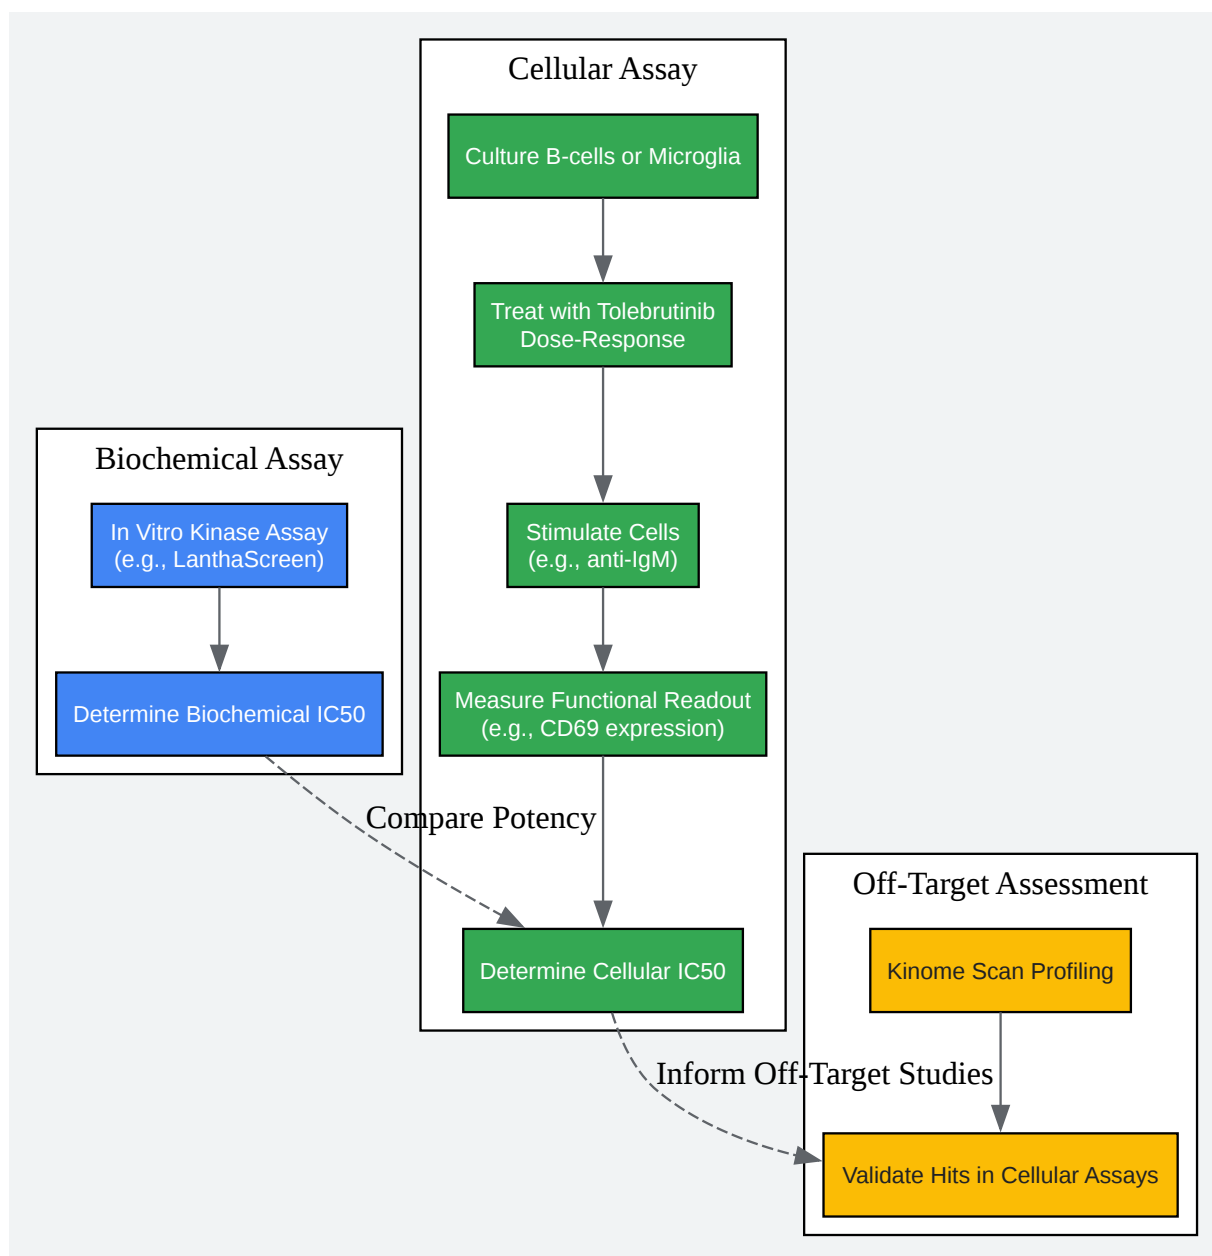 Cellular Assay
Culture B-cells or Microglia
Treat with Tolebrutinib
Dose-Response
Biochemical Assay
In Vitro Kinase Assay
(e.g., LanthaScreen)
Stimulate Cells
(e.g., anti-IgM)
Determine Biochemical IC50
Measure Functional Readout
(e.g., CD69 expression)
Compare Potency
Determine Cellular IC50
Off-Target Assessment
Kinome Scan Profiling
Inform Off-Target Studies
Validate Hits in Cellular Assays